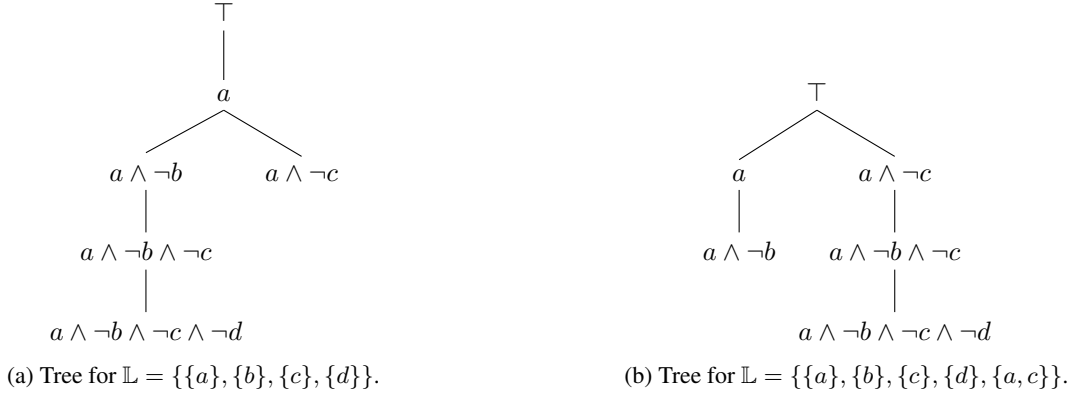 ⊤
a
a ∧ ¬b
a ∧ ¬c
a ∧ ¬b ∧ ¬c
a ∧ ¬b ∧ ¬c ∧ ¬d
(a) Tree for 𝕃 = {{a}, {b}, {c}, {d}}.
⊤
a
a ∧ ¬c
a ∧ ¬b
a ∧ ¬b ∧ ¬c
a ∧ ¬b ∧ ¬c ∧ ¬d
(b) Tree for 𝕃 = {{a}, {b}, {c}, {d}, {a, c}}.